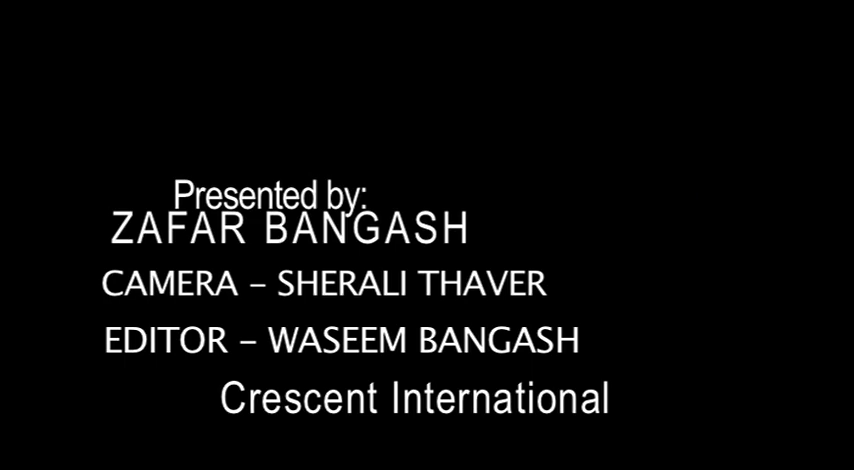 Presented by:
ZAFAR BANGASH
CAMERA – SHERALI THAVER
EDITOR – WASEEM BANGASH
Crescent International